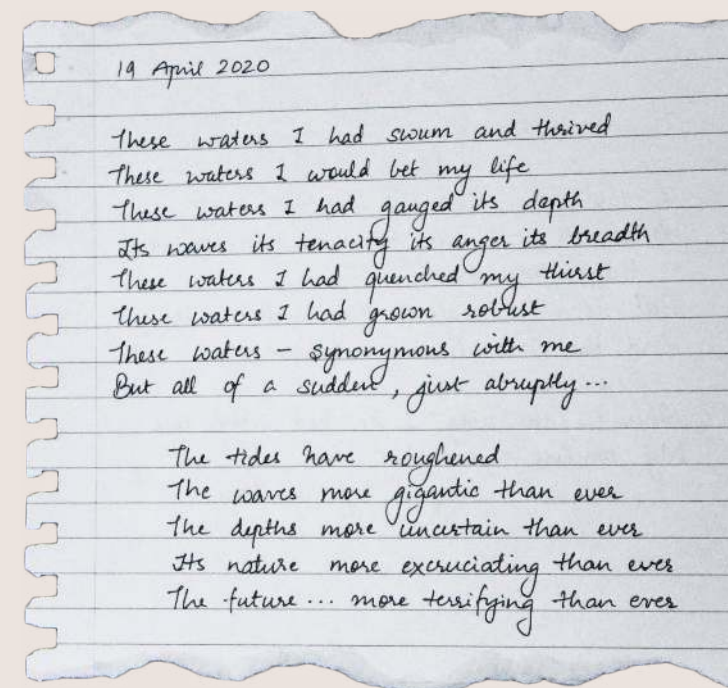 19 April 2020
These waters I had swum and thrived
These waters I would bet my life
These waters I had gauged its depth
Its waves its tenacity its anger its breadth
These waters I had quenched my thirst
These waters I had grown robust
These waters – synonymous with me
But all of a sudden, just abruptly...
The tides have roughened
The waves more gigantic than ever
The depths more uncertain than ever
Its nature more excruciating than ever
The future... more terrifying than ever